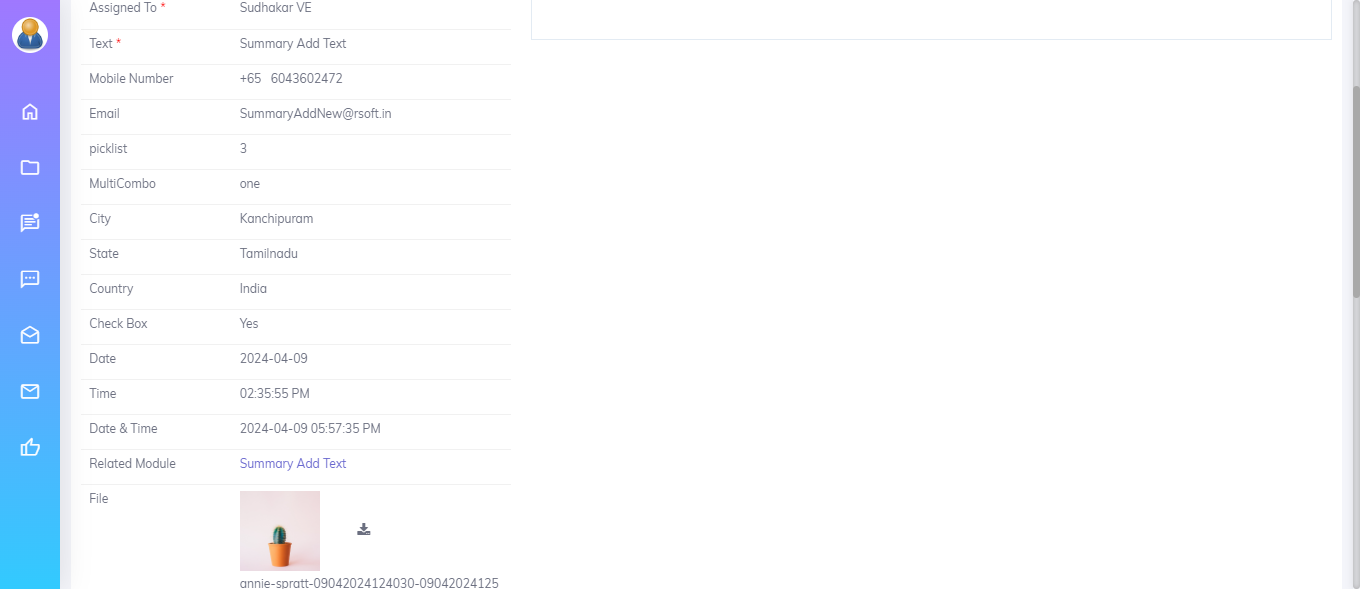 Assigned To * Sudhakar VE
Text * Summary Add Text
Mobile Number +65 6043602472
Email SummaryAddNew@rsoft.in
picklist 3
MultiCombo one
City Kanchipuram
State Tamilnadu
Country India
Check Box Yes
Date 2024-04-09
Time 02:35:55 PM
Date & Time 2024-04-09 05:57:35 PM
Related Module Summary Add Text
File
annie-spratt-09042024124030-09042024125